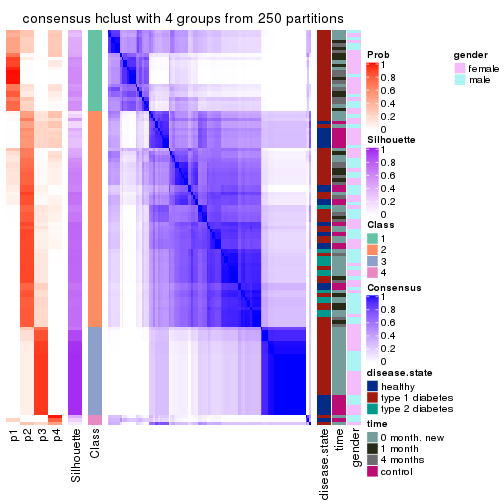 consensus hclust with 4 groups from 250 partitions
Prob
1
0.8
0.6
0.4
0.2
0
gender
female
male
Silhouette
1
0.8
0.6
0.4
0.2
0
Class
1
2
3
4
Consensus
1
0.8
0.6
0.4
0.2
0
disease.state
healthy
type 1 diabetes
type 2 diabetes
time
0 month. new
1 month
4 months
control
p1
p2
p3
p4
Silhouette
Class
disease.state
time
gender